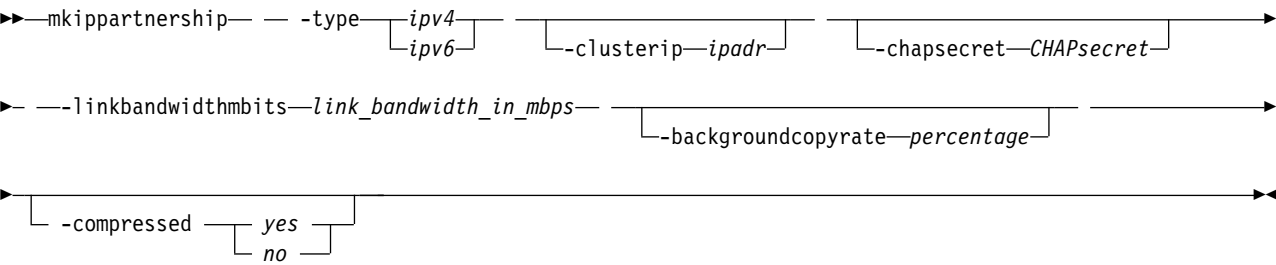 mkippartnership -type ipv4
ipv6 -clusterip ipadr -chapsecret CHAPsecret
-linkbandwidthmbits link_bandwidth_in_mbps
-backgroundcopyrate percentage
-compressed yes
no